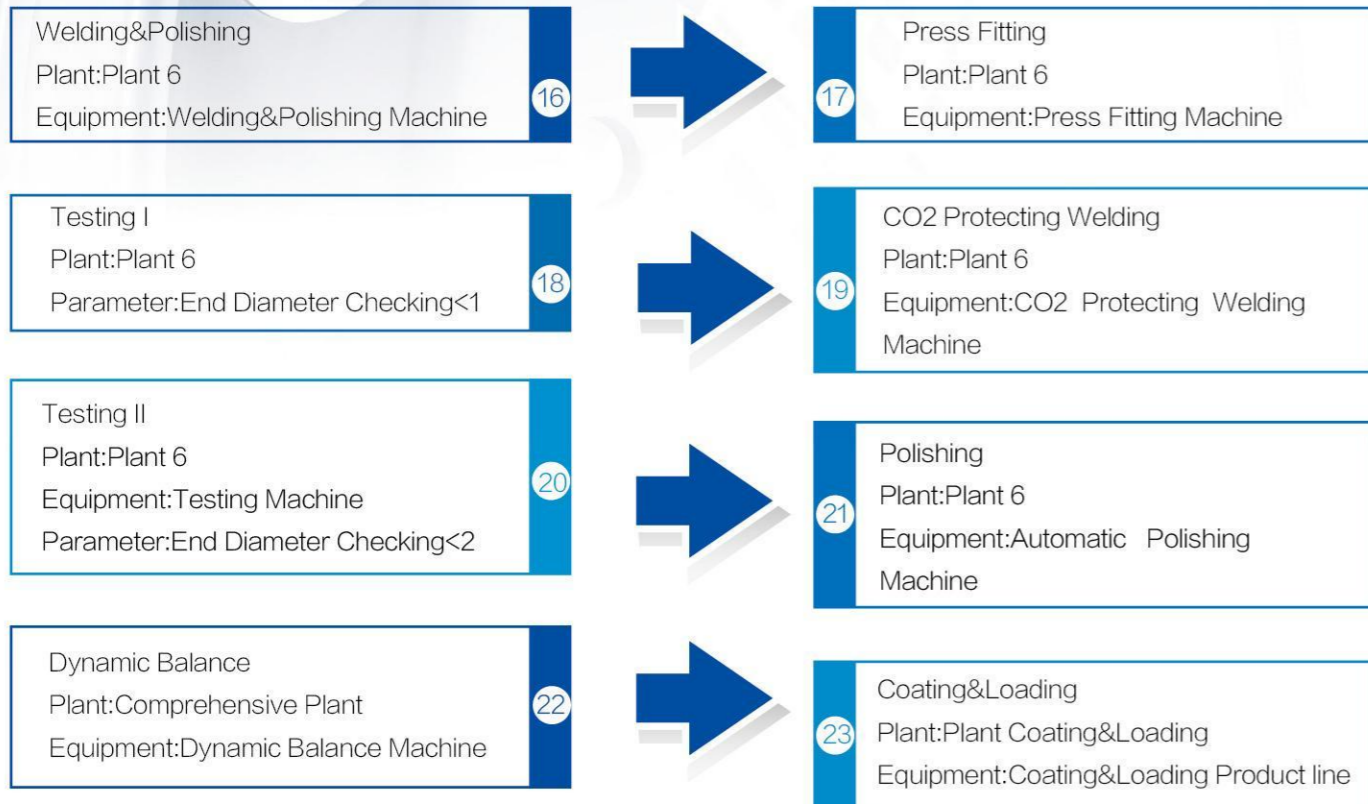 Welding&Polishing
Plant:Plant 6
Equipment:Welding&Polishing Machine
16
17
Press Fitting
Plant:Plant 6
Equipment:Press Fitting Machine
Testing I
Plant:Plant 6
Parameter:End Diameter Checking<1
18
19
CO2 Protecting Welding
Plant:Plant 6
Equipment:CO2 Protecting Welding
Machine
Testing II
Plant:Plant 6
Equipment:Testing Machine
Parameter:End Diameter Checking<2
20
21
Polishing
Plant:Plant 6
Equipment:Automatic Polishing
Machine
Dynamic Balance
Plant:Comprehensive Plant
Equipment:Dynamic Balance Machine
22
23
Coating&Loading
Plant:Plant Coating&Loading
Equipment:Coating&Loading Product line